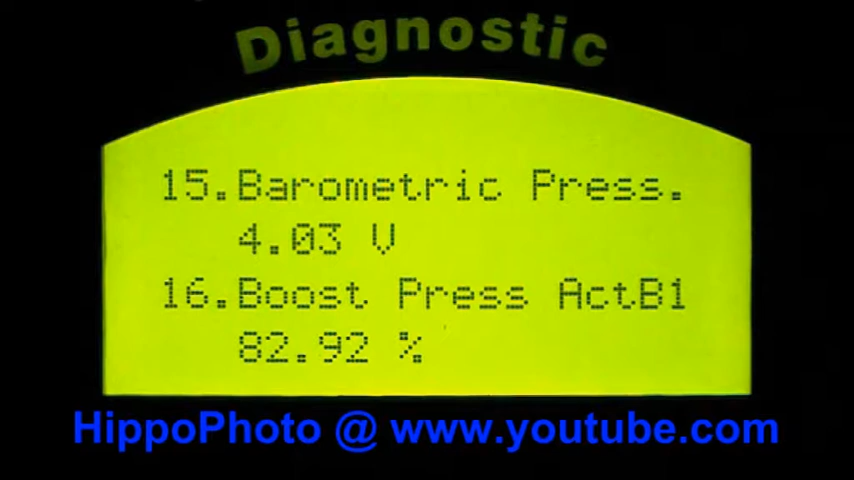 Diagnostic
15.Barometric Press.
4.03 V
16.Boost Press ActB1
82.92 %
HippoPhoto @ www.youtube.com